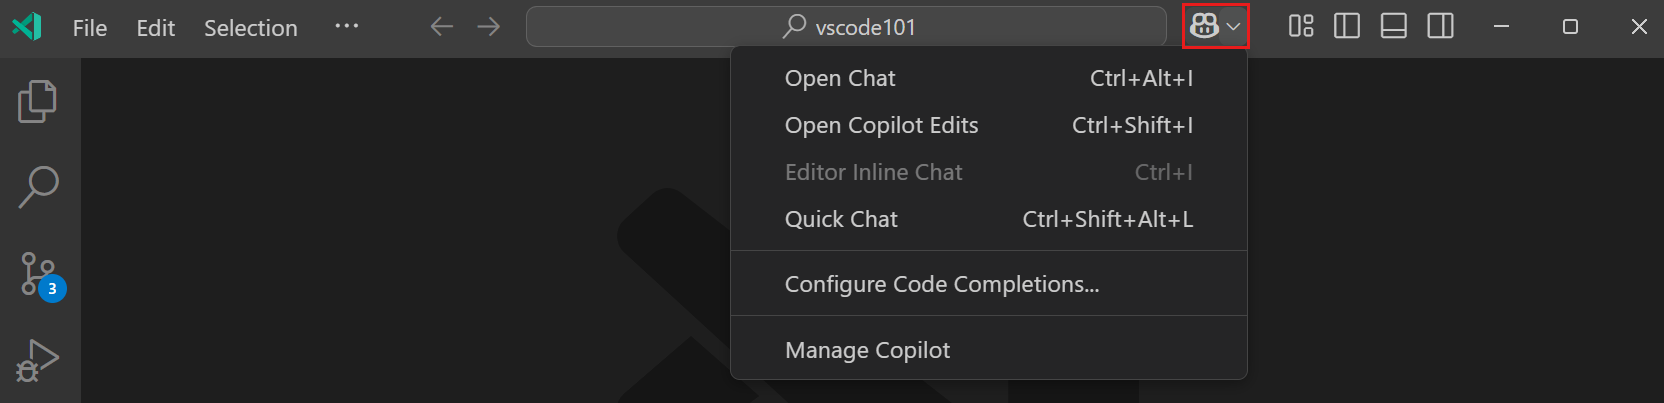 File Edit Selection ··· vscode101
Open Chat Ctrl+Alt+I
Open Copilot Edits Ctrl+Shift+I
Editor Inline Chat Ctrl+I
Quick Chat Ctrl+Shift+Alt+L
Configure Code Completions...
Manage Copilot
3